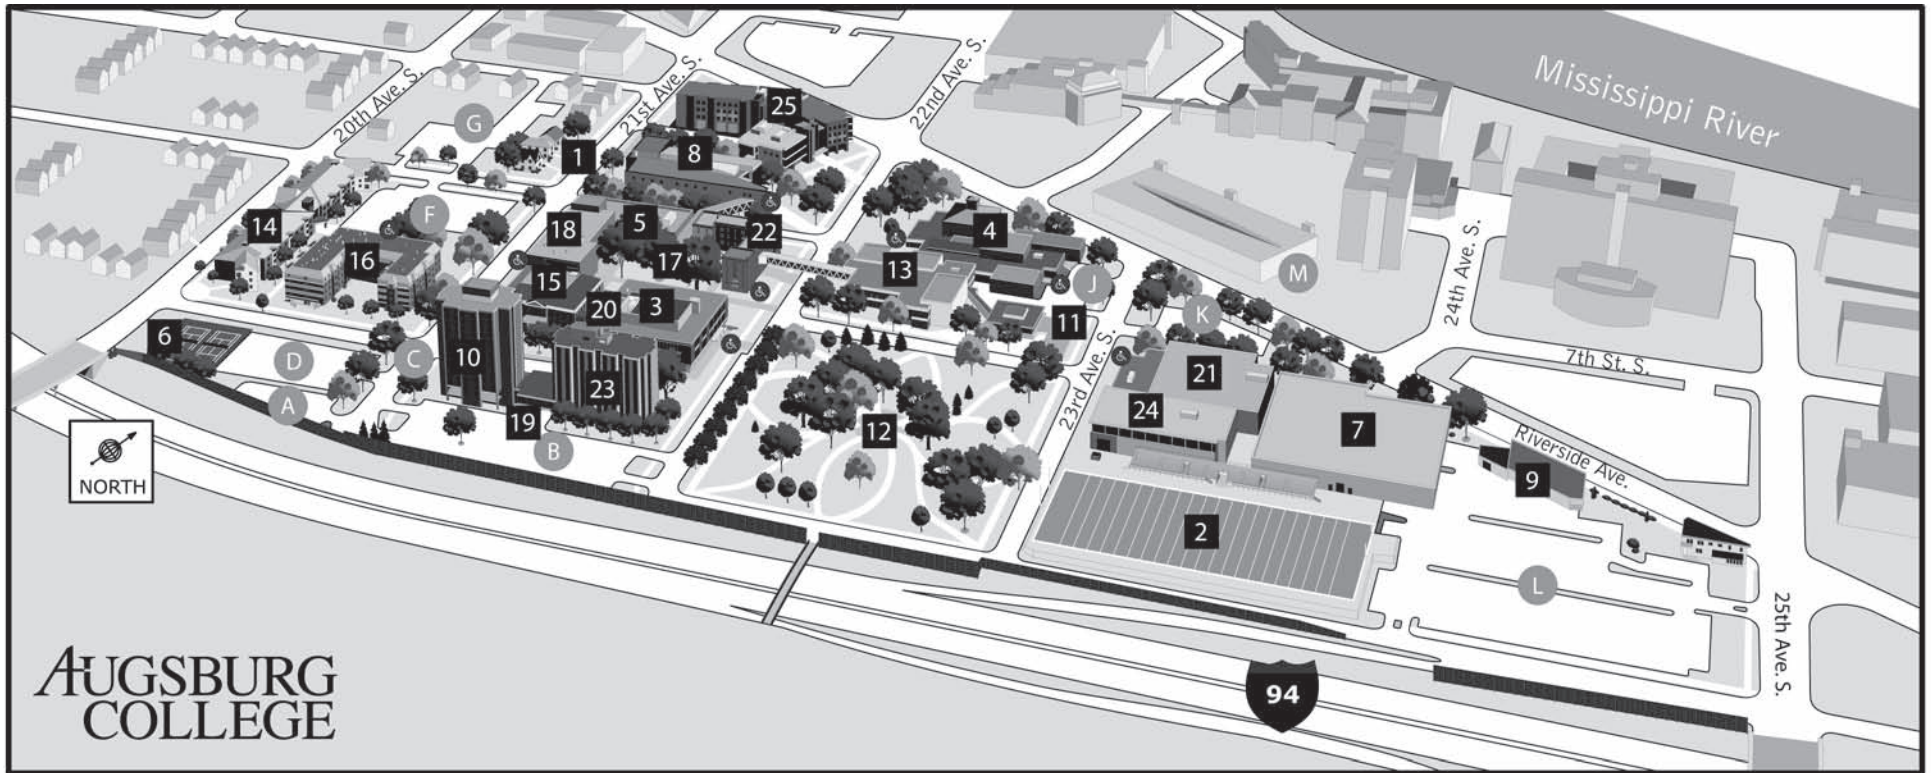 Mississippi River
20th Ave. S.
21st Ave. S.
22nd Ave. S.
25
G
1
8
14
F
18
5
22
4
16
17
13
M
24th Ave. S.
15
20
3
J
K
11
7th St. S.
6
D
C
10
23
23rd Ave. S.
21
A
19
24
12
7
B
Riverside Ave.
9
NORTH
2
L
25th Ave. S.
AUGSBURG
COLLEGE
94